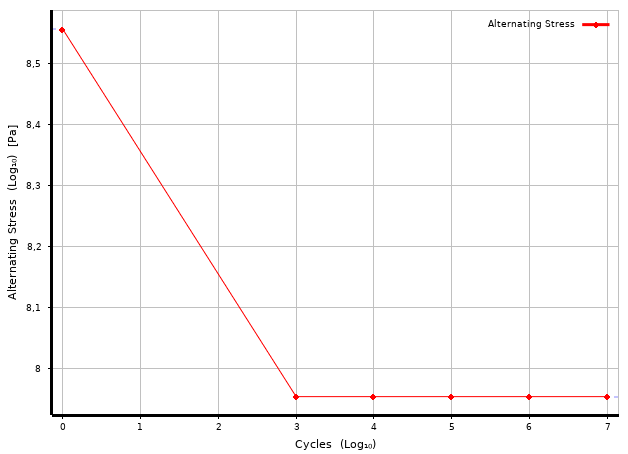 Alternating Stress
8,5
8,4
8,3
8,2
8,1
8
Alternating Stress (Log₁₀) [Pa]
0 1 2 3 4 5 6 7
Cycles (Log₁₀)